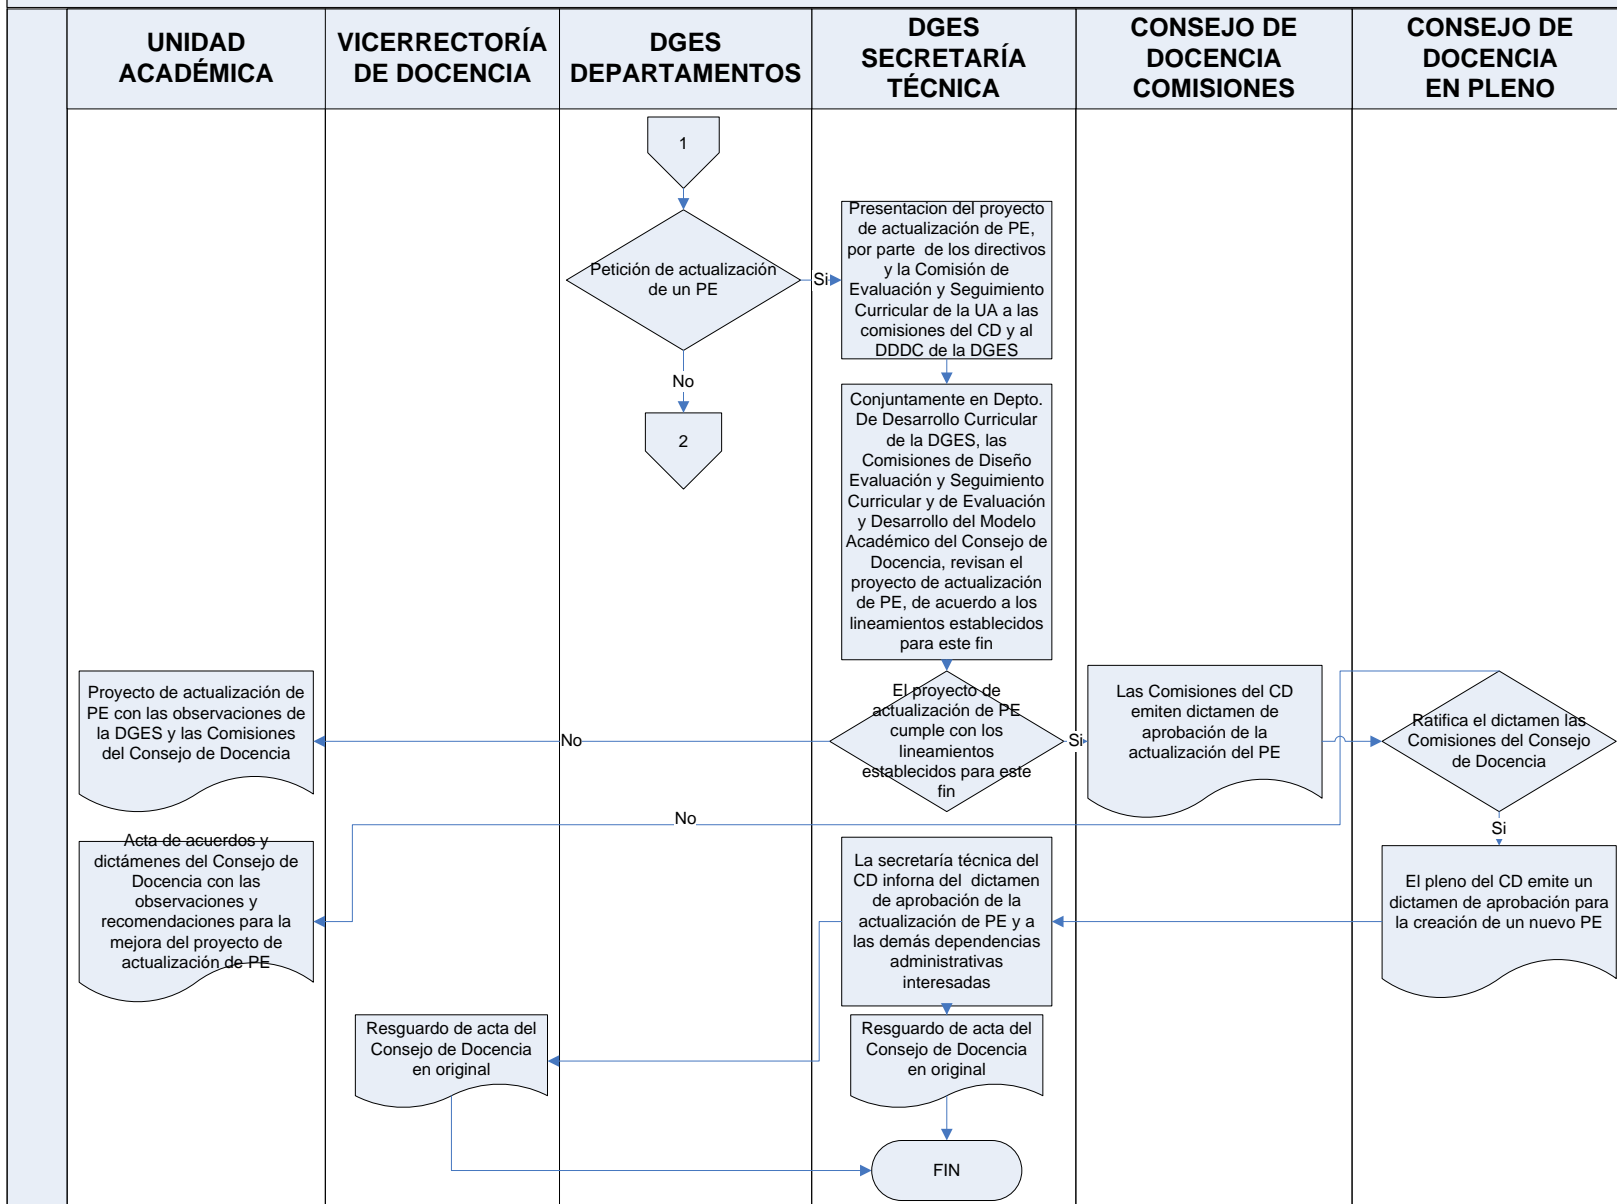 UNIDAD
ACADÉMICA
VICERRECTORÍA
DE DOCENCIA
DGES
DEPARTAMENTOS
DGES
SECRETARÍA
TÉCNICA
CONSEJO DE
DOCENCIA
COMISIONES
CONSEJO DE
DOCENCIA
EN PLENO
1
Petición de actualización
de un PE
Si
Presentacion del proyecto
de actualización de PE,
por parte de los directivos
y la Comisión de
Evaluación y Seguimiento
Curricular de la UA a las
comisiones del CD y al
DDDC de la DGES
No
2
Conjuntamente en Depto.
De Desarrollo Curricular
de la DGES, las
Comisiones de Diseño
Evaluación y Seguimiento
Curricular y de Evaluación
y Desarrollo del Modelo
Académico del Consejo de
Docencia, revisan el
proyecto de actualización
de PE, de acuerdo a los
lineamientos establecidos
para este fin
Proyecto de actualización de
PE con las observaciones de
la DGES y las Comisiones
del Consejo de Docencia
No
El proyecto de
actualización de PE
cumple con los
lineamientos
establecidos para este
fin
Si
Las Comisiones del CD
emiten dictamen de
aprobación de la
actualización del PE
Ratifica el dictamen las
Comisiones del Consejo
de Docencia
No
Si
Acta de acuerdos y
dictámenes del Consejo de
Docencia con las
observaciones y
recomendaciones para la
mejora del proyecto de
actualización de PE
La secretaría técnica del
CD informa del dictamen
de aprobación de la
actualización de PE y a
las demás dependencias
administrativas
interesadas
El pleno del CD emite un
dictamen de aprobación para
la creación de un nuevo PE
Resguardo de acta del
Consejo de Docencia
en original
Resguardo de acta del
Consejo de Docencia
en original
FIN